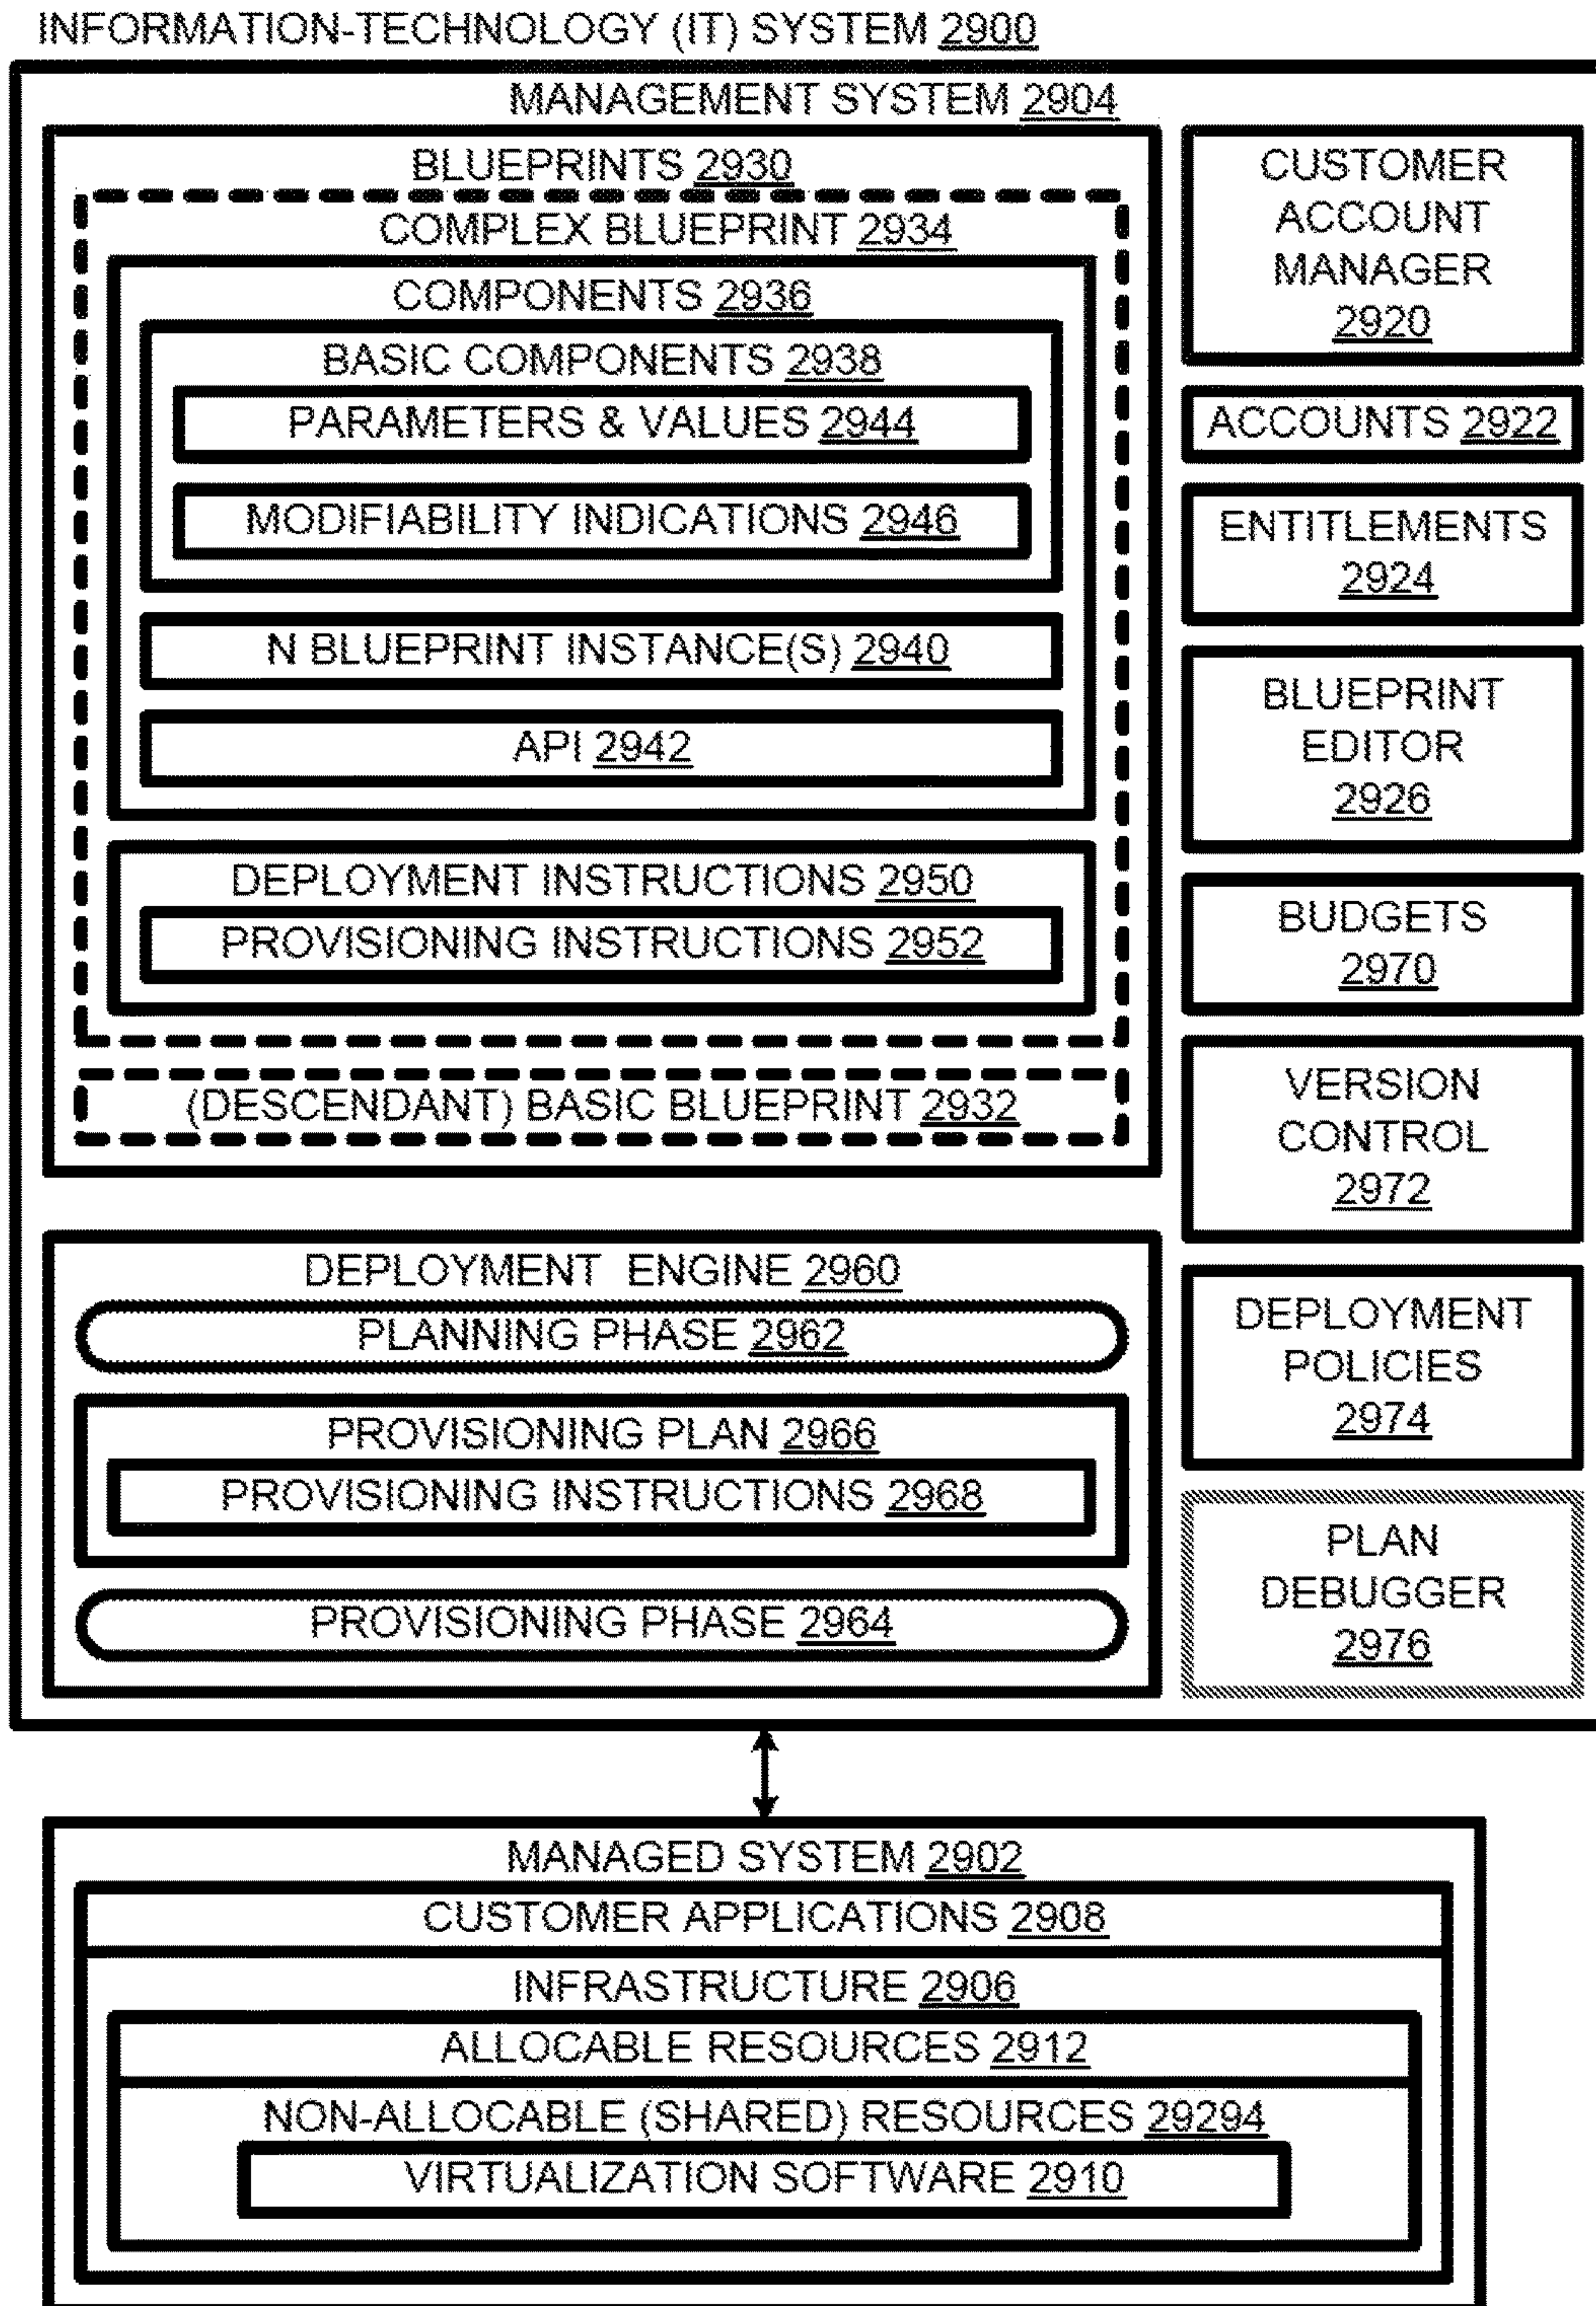 INFORMATION-TECHNOLOGY (IT) SYSTEM 2900
MANAGEMENT SYSTEM 2904
BLUEPRINTS 2930
COMPLEX BLUEPRINT 2934
COMPONENTS 2936
BASIC COMPONENTS 2938
PARAMETERS & VALUES 2944
MODIFIABILITY INDICATIONS 2946
N BLUEPRINT INSTANCE(S) 2940
API 2942
DEPLOYMENT INSTRUCTIONS 2950
PROVISIONING INSTRUCTIONS 2952
(DESCENDANT) BASIC BLUEPRINT 2932
DEPLOYMENT ENGINE 2960
PLANNING PHASE 2962
PROVISIONING PLAN 2966
PROVISIONING INSTRUCTIONS 2968
PROVISIONING PHASE 2964
CUSTOMER
ACCOUNT
MANAGER
2920
ACCOUNTS 2922
ENTITLEMENTS
2924
BLUEPRINT
EDITOR
2926
BUDGETS
2970
VERSION
CONTROL
2972
DEPLOYMENT
POLICIES
2974
PLAN
DEBUGGER
2976
MANAGED SYSTEM 2902
CUSTOMER APPLICATIONS 2908
INFRASTRUCTURE 2906
ALLOCABLE RESOURCES 2912
NON-ALLOCABLE (SHARED) RESOURCES 29294
VIRTUALIZATION SOFTWARE 2910